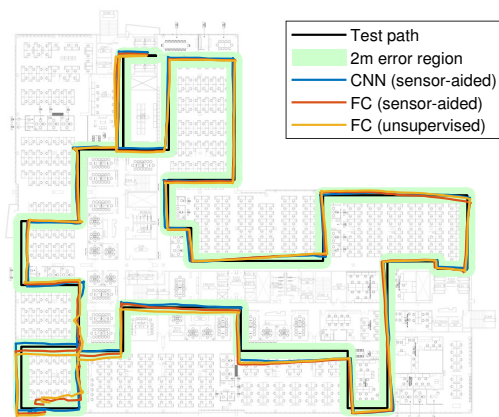 Test path
2m error region
CNN (sensor-aided)
FC (sensor-aided)
FC (unsupervised)